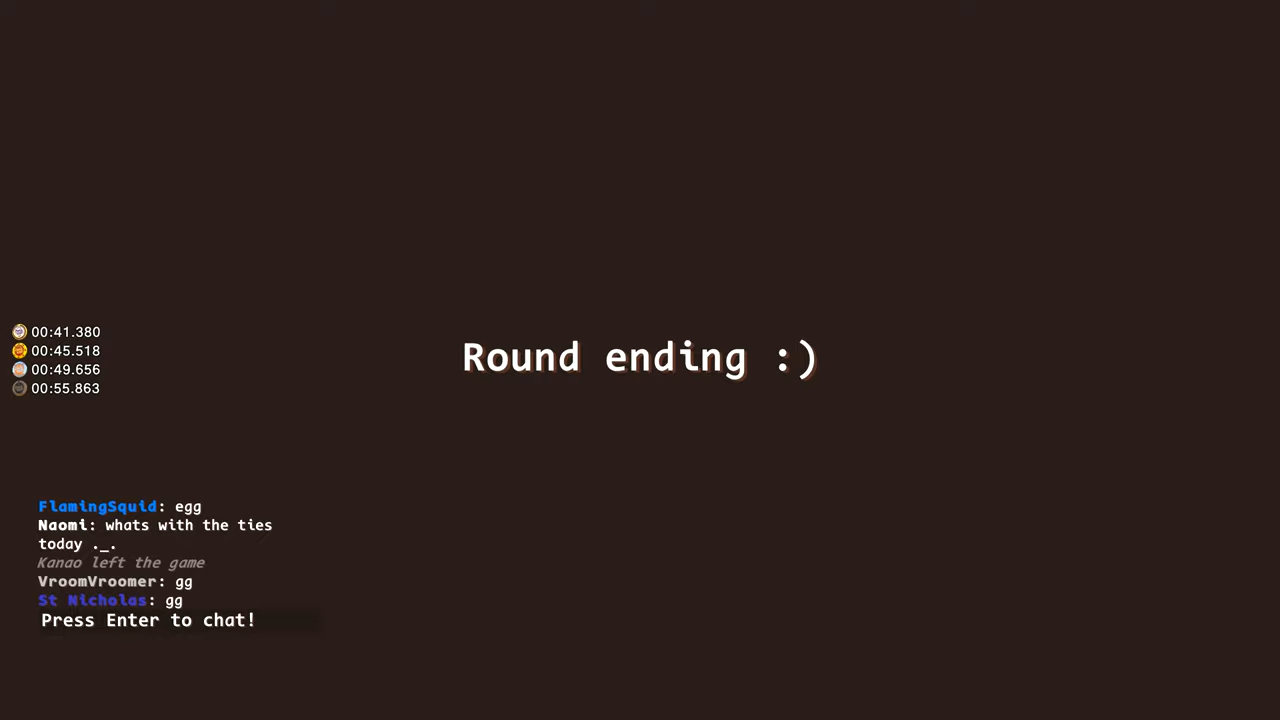 00:41.380
00:45.518
Round ending :)
00:49.656
00:55.863
FlamingSquid: egg
Naomi: whats with the ties
today ._.
Kanao left the game
VroomVroomer: gg
St Nicholas: gg
Press Enter to chat!